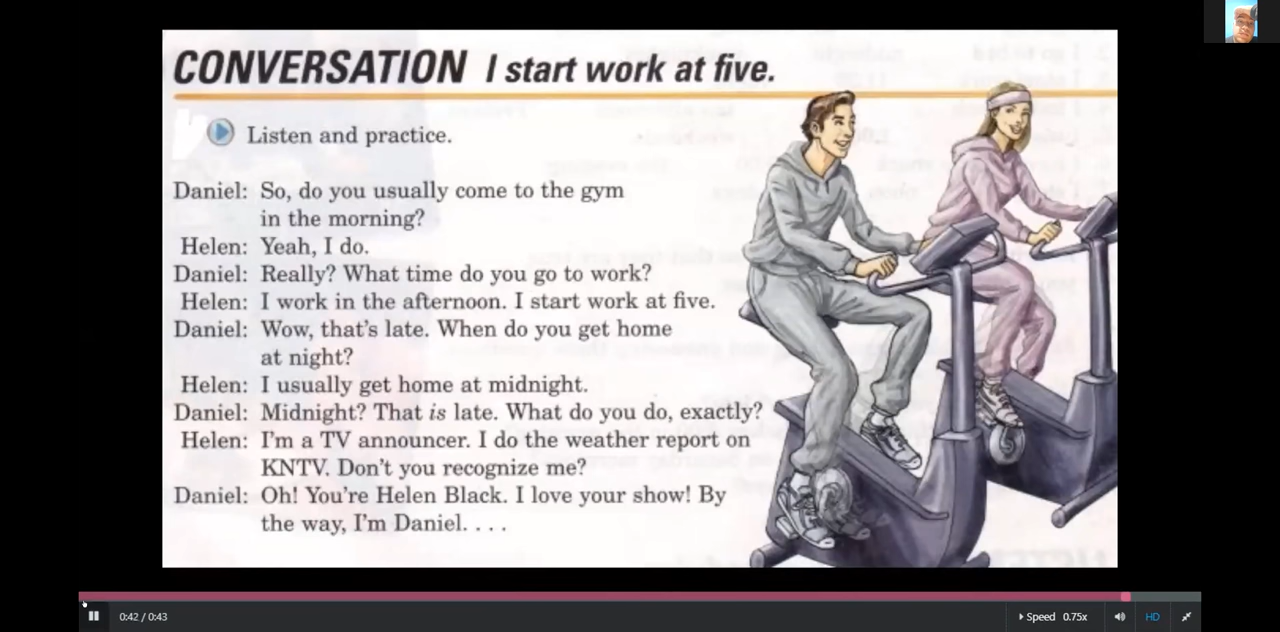 CONVERSATION I start work at five.
Listen and practice.
Daniel: So, do you usually come to the gym
in the morning?
Helen: Yeah, I do.
Daniel: Really? What time do you go to work?
Helen: I work in the afternoon. I start work at five.
Daniel: Wow, that's late. When do you get home
at night?
Helen: I usually get home at midnight.
Daniel: Midnight? That is late. What do you do, exactly?
Helen: I'm a TV announcer. I do the weather report on
KNTV. Don't you recognize me?
Daniel: Oh! You're Helen Black. I love your show! By
the way, I'm Daniel. . . .
0:42 / 0:43
Speed 0.75x
HD